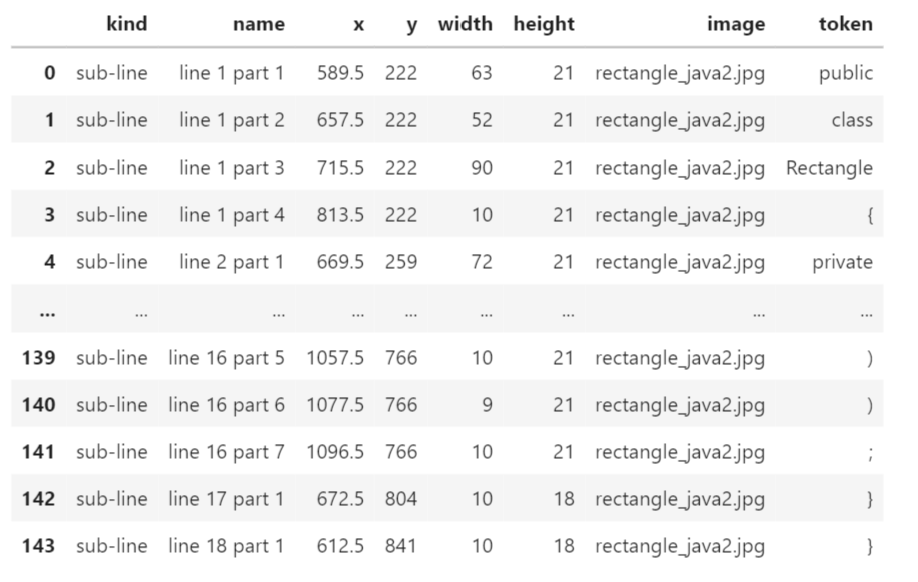 kind name x y width height image token
0 sub-line line 1 part 1 589.5 222 63 21 rectangle_java2.jpg public
1 sub-line line 1 part 2 657.5 222 52 21 rectangle_java2.jpg class
2 sub-line line 1 part 3 715.5 222 90 21 rectangle_java2.jpg Rectangle
3 sub-line line 1 part 4 813.5 222 10 21 rectangle_java2.jpg {
4 sub-line line 2 part 1 669.5 259 72 21 rectangle_java2.jpg private
... ... ... ... ... ... ... ... ...
139 sub-line line 16 part 5 1057.5 766 10 21 rectangle_java2.jpg )
140 sub-line line 16 part 6 1077.5 766 9 21 rectangle_java2.jpg )
141 sub-line line 16 part 7 1096.5 766 10 21 rectangle_java2.jpg ;
142 sub-line line 17 part 1 672.5 804 10 18 rectangle_java2.jpg }
143 sub-line line 18 part 1 612.5 841 10 18 rectangle_java2.jpg }